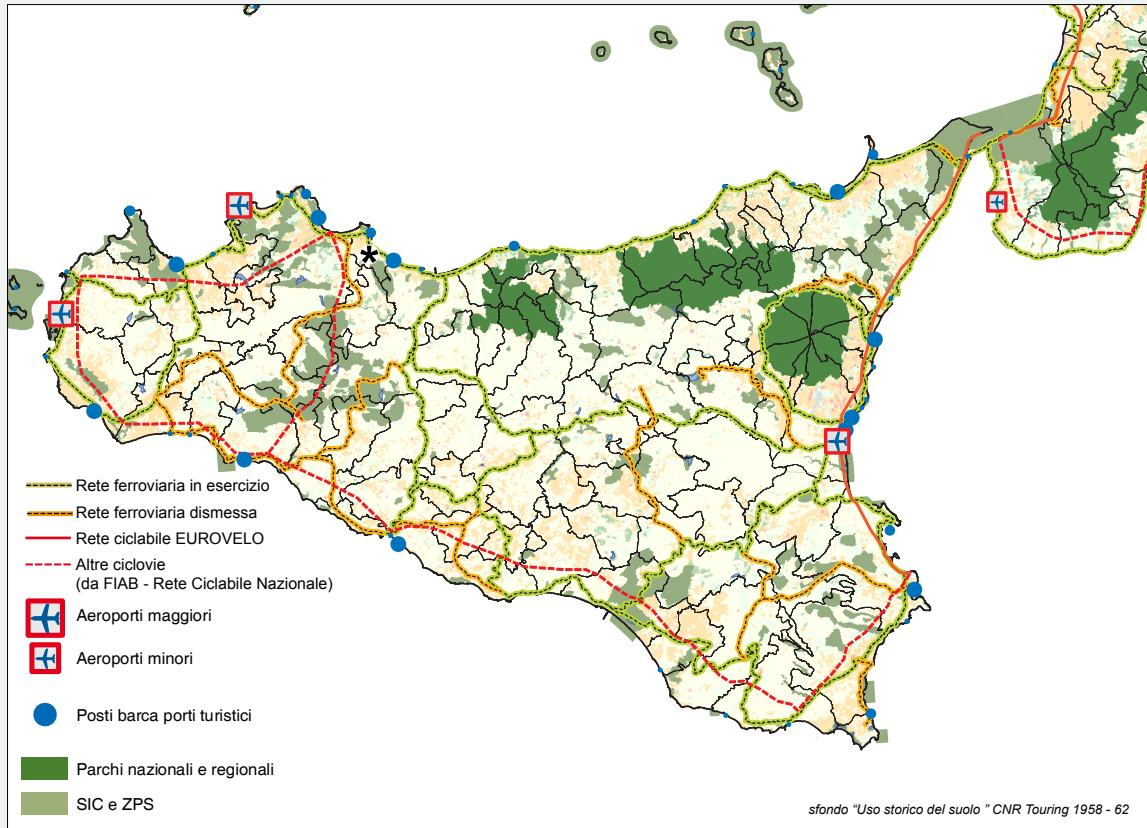 Rete ferroviaria in esercizio
Rete ferroviaria dismessa
Rete ciclabile EUROVELO
Altre ciclovie
(da FIAB - Rete Ciclabile Nazionale)
Aeroporti maggiori
Aeroporti minori
Posti barca porti turistici
Parchi nazionali e regionali
SIC e ZPS
sfondo "Uso storico del suolo " CNR Touring 1958 - 62